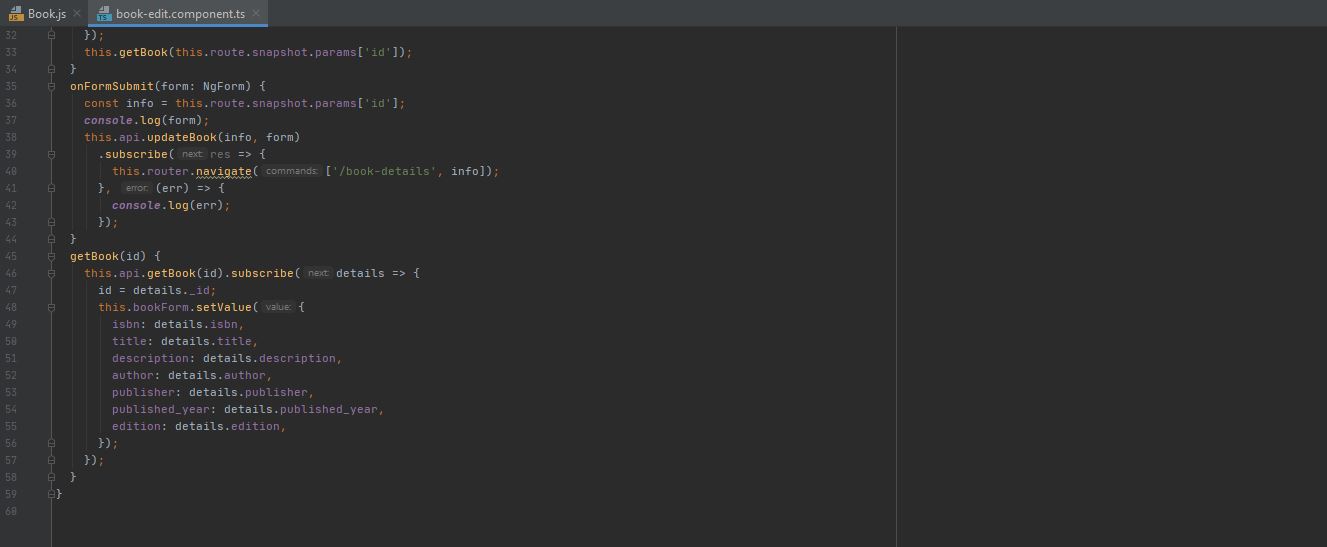 Book.js book-edit.component.ts
32 });
33 this.getBook(this.route.snapshot.params['id']);
34 }
35 onFormSubmit(form: NgForm) {
36 const info = this.route.snapshot.params['id'];
37 console.log(form);
38 this.api.updateBook(info, form)
39 .subscribe( next: res => {
40 this.router.navigate( commands: ['/book-details', info]);
41 }, error: (err) => {
42 console.log(err);
43 });
44 }
45 getBook(id) {
46 this.api.getBook(id).subscribe( next: details => {
47 id = details._id;
48 this.bookForm.setValue( value: {
49 isbn: details.isbn,
50 title: details.title,
51 description: details.description,
52 author: details.author,
53 publisher: details.publisher,
54 published_year: details.published_year,
55 edition: details.edition,
56 });
57 });
58 }
59 }
60